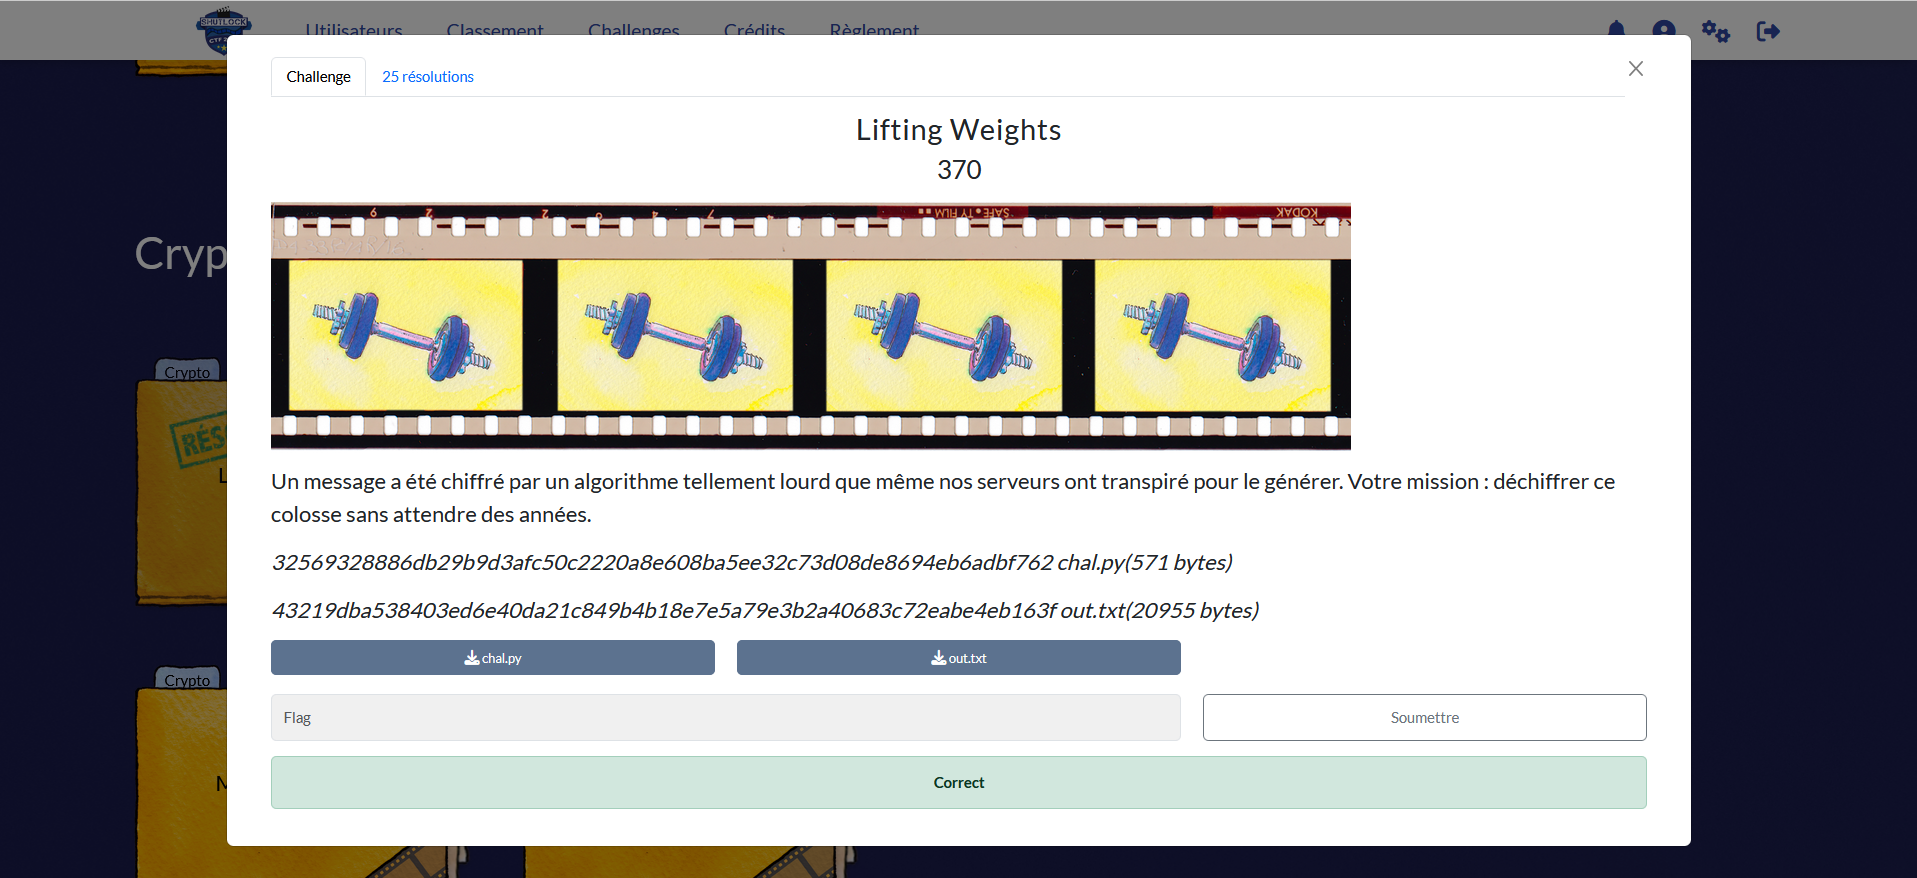 SHUTLOCK
Utilisateurs Classement Challenges Crédits Règlement
Challenge 25 résolutions
Lifting Weights
370
SAFETY FILM KODAK
Cryp
Crypto
RÉS
L
Un message a été chiffré par un algorithme tellement lourd que même nos serveurs ont transpiré pour le générer. Votre mission : déchiffrer ce
colosse sans attendre des années.
32569328886db29b9d3afc50c2220a8e608ba5ee32c73d08de8694eb6adbf762 chal.py(571 bytes)
43219dba538403ed6e40da21c849b4b18e7e5a79e3b2a40683c72eabe4eb163f out.txt(20955 bytes)
chal.py out.txt
Crypto
Flag Soumettre
M
Correct